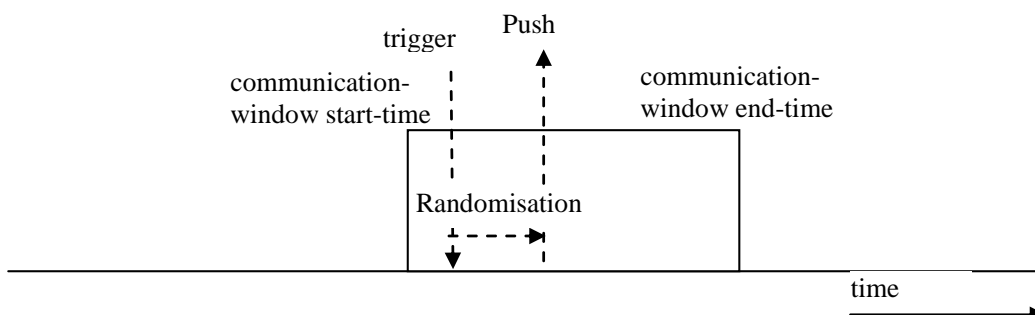 Push
trigger
communication-
window start-time
communication-
window end-time
Randomisation
time